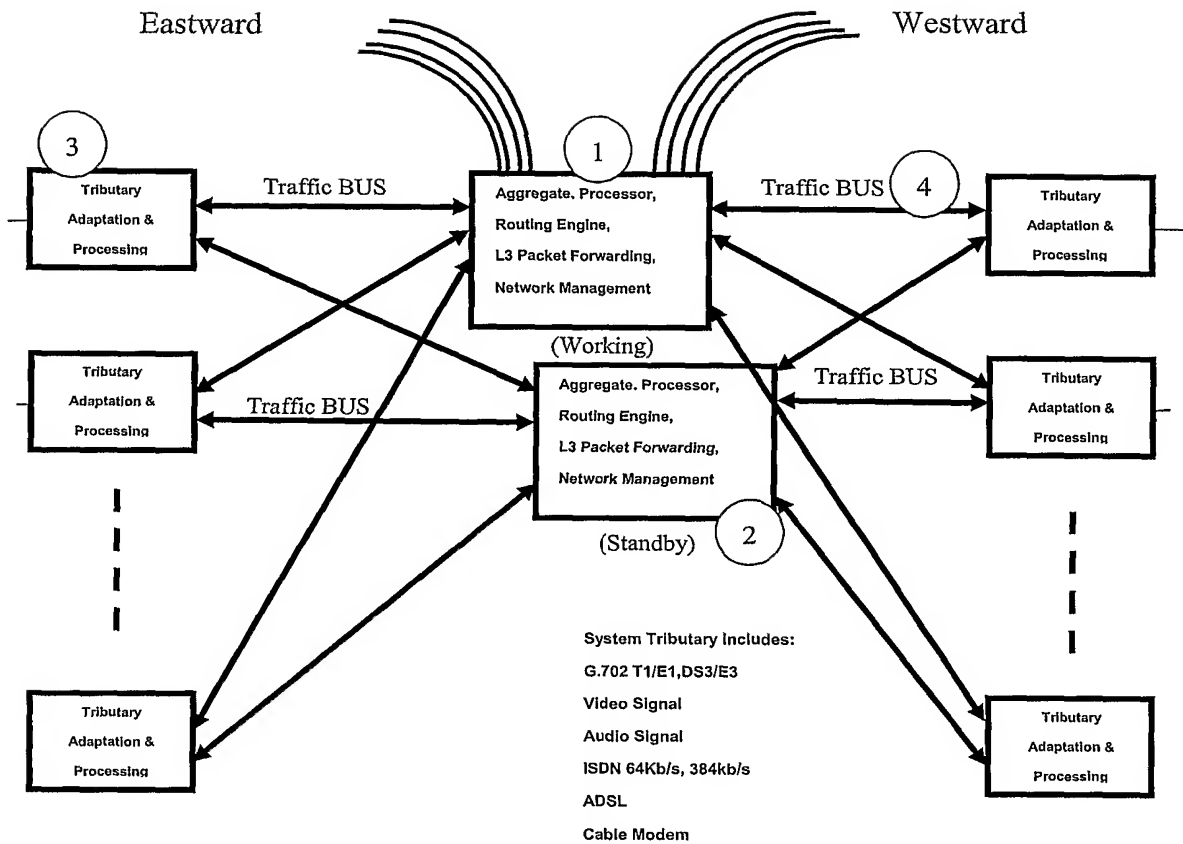 Eastward
Westward
3
1
4
Tributary
Adaptation &
Processing
Traffic BUS
Aggregate. Processor,
Routing Engine,
L3 Packet Forwarding,
Network Management
Traffic BUS
Tributary
Adaptation &
Processing
(Working)
Tributary
Adaptation &
Processing
Traffic BUS
Aggregate. Processor,
Routing Engine,
L3 Packet Forwarding,
Network Management
Traffic BUS
Tributary
Adaptation &
Processing
(Standby)
2
System Tributary Includes:
G.702 T1/E1,DS3/E3
Video Signal
Audio Signal
ISDN 64Kb/s, 384kb/s
ADSL
Cable Modem
Tributary
Adaptation &
Processing
Tributary
Adaptation &
Processing